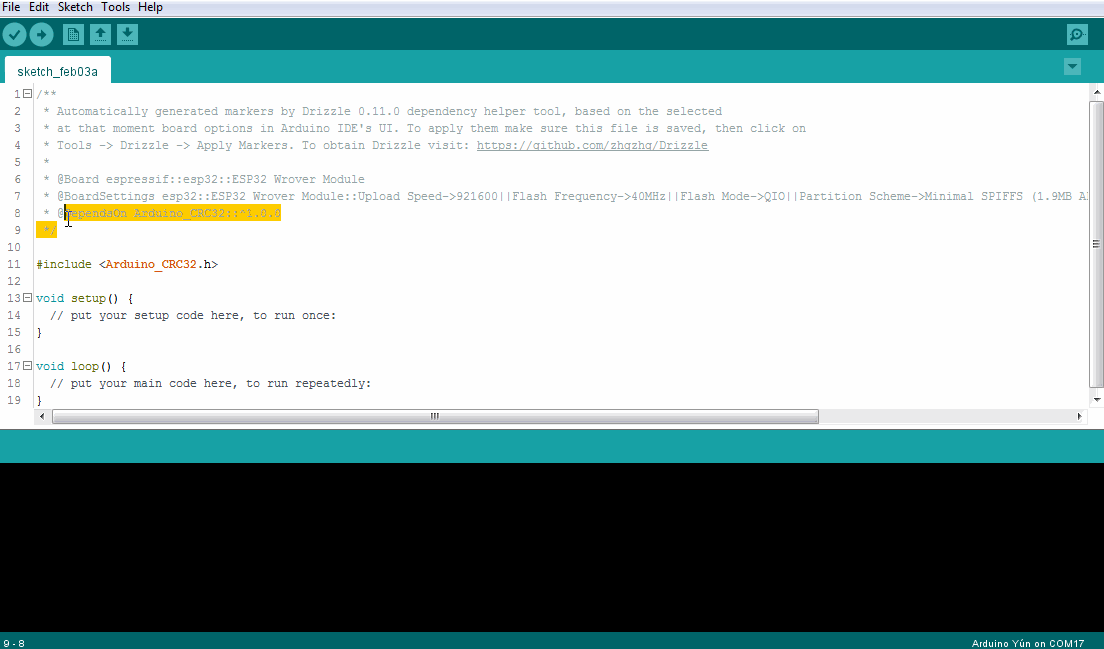 File Edit Sketch Tools Help
sketch_feb03a
1 /**
2 * Automatically generated markers by Drizzle 0.11.0 dependency helper tool, based on the selected
3 * at that moment board options in Arduino IDE's UI. To apply them make sure this file is saved, then click on
4 * Tools -> Drizzle -> Apply Markers. To obtain Drizzle visit: https://github.com/zhgzhg/Drizzle
5 *
6 * @Board espressif::esp32::ESP32 Wrover Module
7 * @BoardSettings esp32::ESP32 Wrover Module::Upload Speed->921600||Flash Frequency->40MHz||Flash Mode->QIO||Partition Scheme->Minimal SPIFFS (1.9MB A
8 * @DependsOn Arduino_CRC32::^1.0.0
9 */
10
11 #include <Arduino_CRC32.h>
12
13 void setup() {
14 // put your setup code here, to run once:
15 }
16
17 void loop() {
18 // put your main code here, to run repeatedly:
19 }
9 - 8
Arduino Yún on COM17